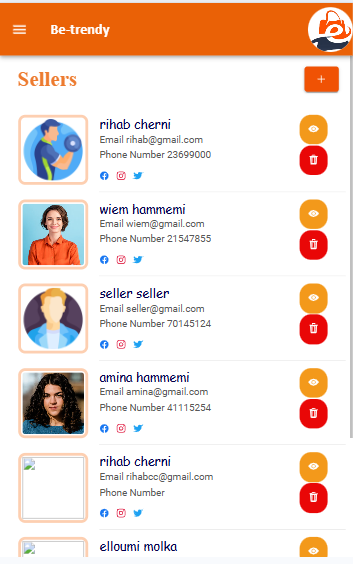 Be-trendy
Sellers
+
rihab cherni
Email rihab@gmail.com
Phone Number 23699000
wiem hammemi
Email wiem@gmail.com
Phone Number 21547855
seller seller
Email seller@gmail.com
Phone Number 70145124
amina hammemi
Email amina@gmail.com
Phone Number 41115254
rihab cherni
Email rihabcc@gmail.com
Phone Number
elloumi molka